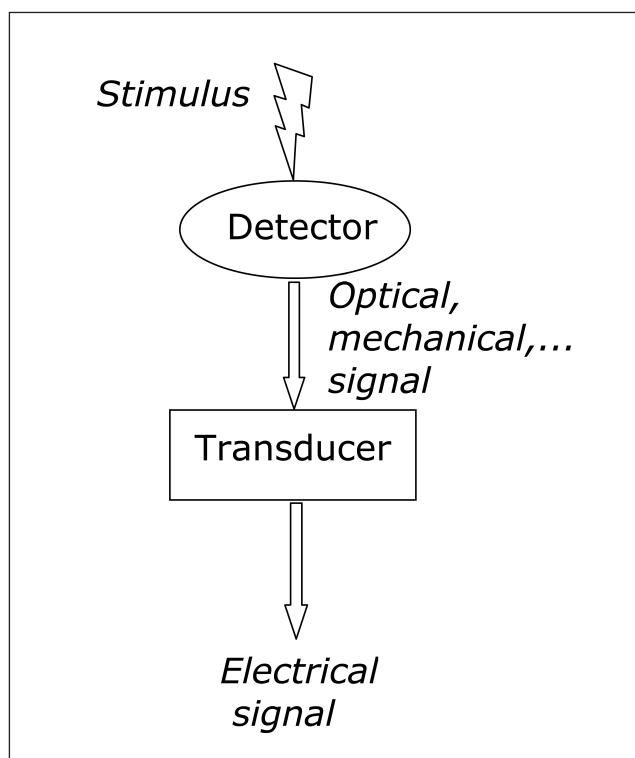 Stimulus
Detector
Optical,
mechanical,...
signal
Transducer
Electrical
signal